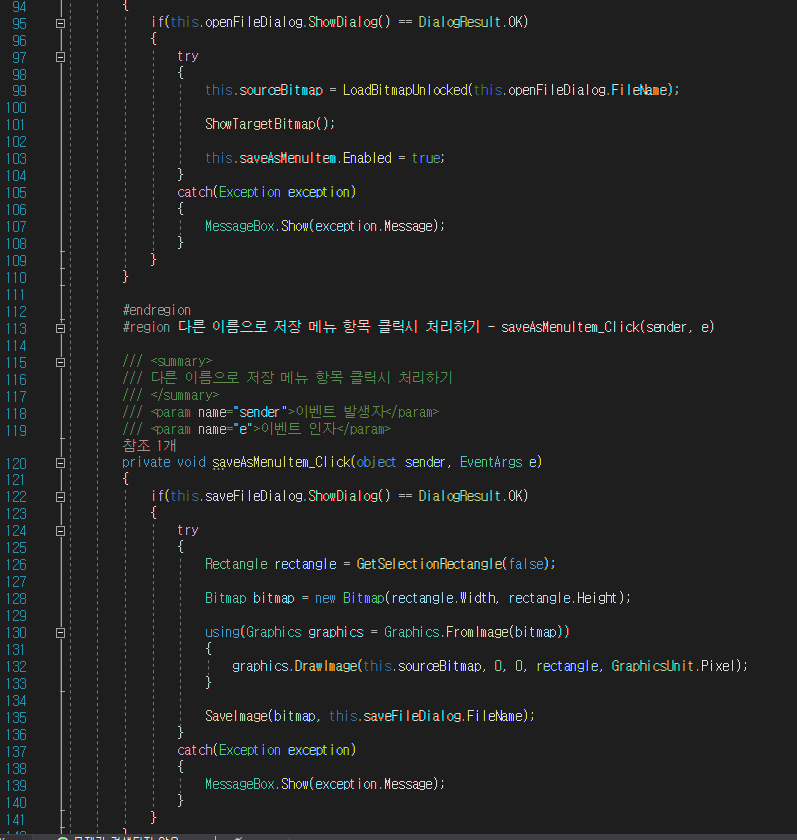 94 {
95 if(this.openFileDialog.ShowDialog() == DialogResult.OK)
96 {
97 try
98 {
99 this.sourceBitmap = LoadBitmapUnlocked(this.openFileDialog.FileName);
100
101 ShowTargetBitmap();
102
103 this.saveAsMenuItem.Enabled = true;
104 }
105 catch(Exception exception)
106 {
107 MessageBox.Show(exception.Message);
108 }
109 }
110 }
111
112 #endregion
113 #region 다른 이름으로 저장 메뉴 항목 클릭시 처리하기 - saveAsMenuItem_Click(sender, e)
114
115 /// <summary>
116 /// 다른 이름으로 저장 메뉴 항목 클릭시 처리하기
117 /// </summary>
118 /// <param name="sender">이벤트 발생자</param>
119 /// <param name="e">이벤트 인자</param>
참조 1개
120 private void saveAsMenuItem_Click(object sender, EventArgs e)
121 {
122 if(this.saveFileDialog.ShowDialog() == DialogResult.OK)
123 {
124 try
125 {
126 Rectangle rectangle = GetSelectionRectangle(false);
127
128 Bitmap bitmap = new Bitmap(rectangle.Width, rectangle.Height);
129
130 using(Graphics graphics = Graphics.FromImage(bitmap))
131 {
132 graphics.DrawImage(this.sourceBitmap, 0, 0, rectangle, GraphicsUnit.Pixel);
133 }
134
135 SaveImage(bitmap, this.saveFileDialog.FileName);
136 }
137 catch(Exception exception)
138 {
139 MessageBox.Show(exception.Message);
140 }
141 }